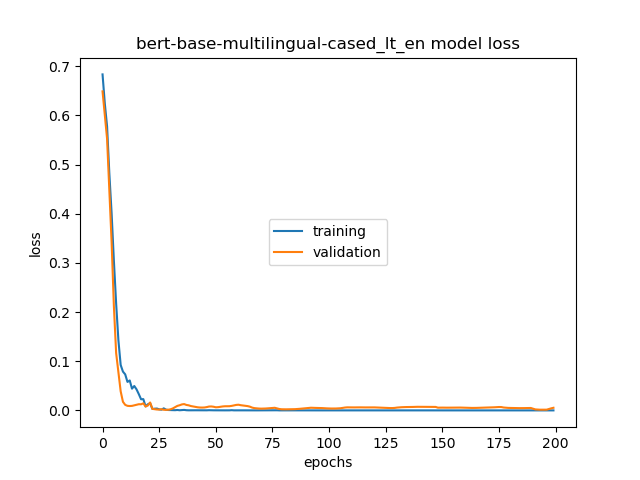 bert-base-multilingual-cased_lt_en model loss
0.7
0.6
0.5
0.4
0.3
0.2
0.1
0.0
loss
training
validation
0 25 50 75 100 125 150 175 200
epochs